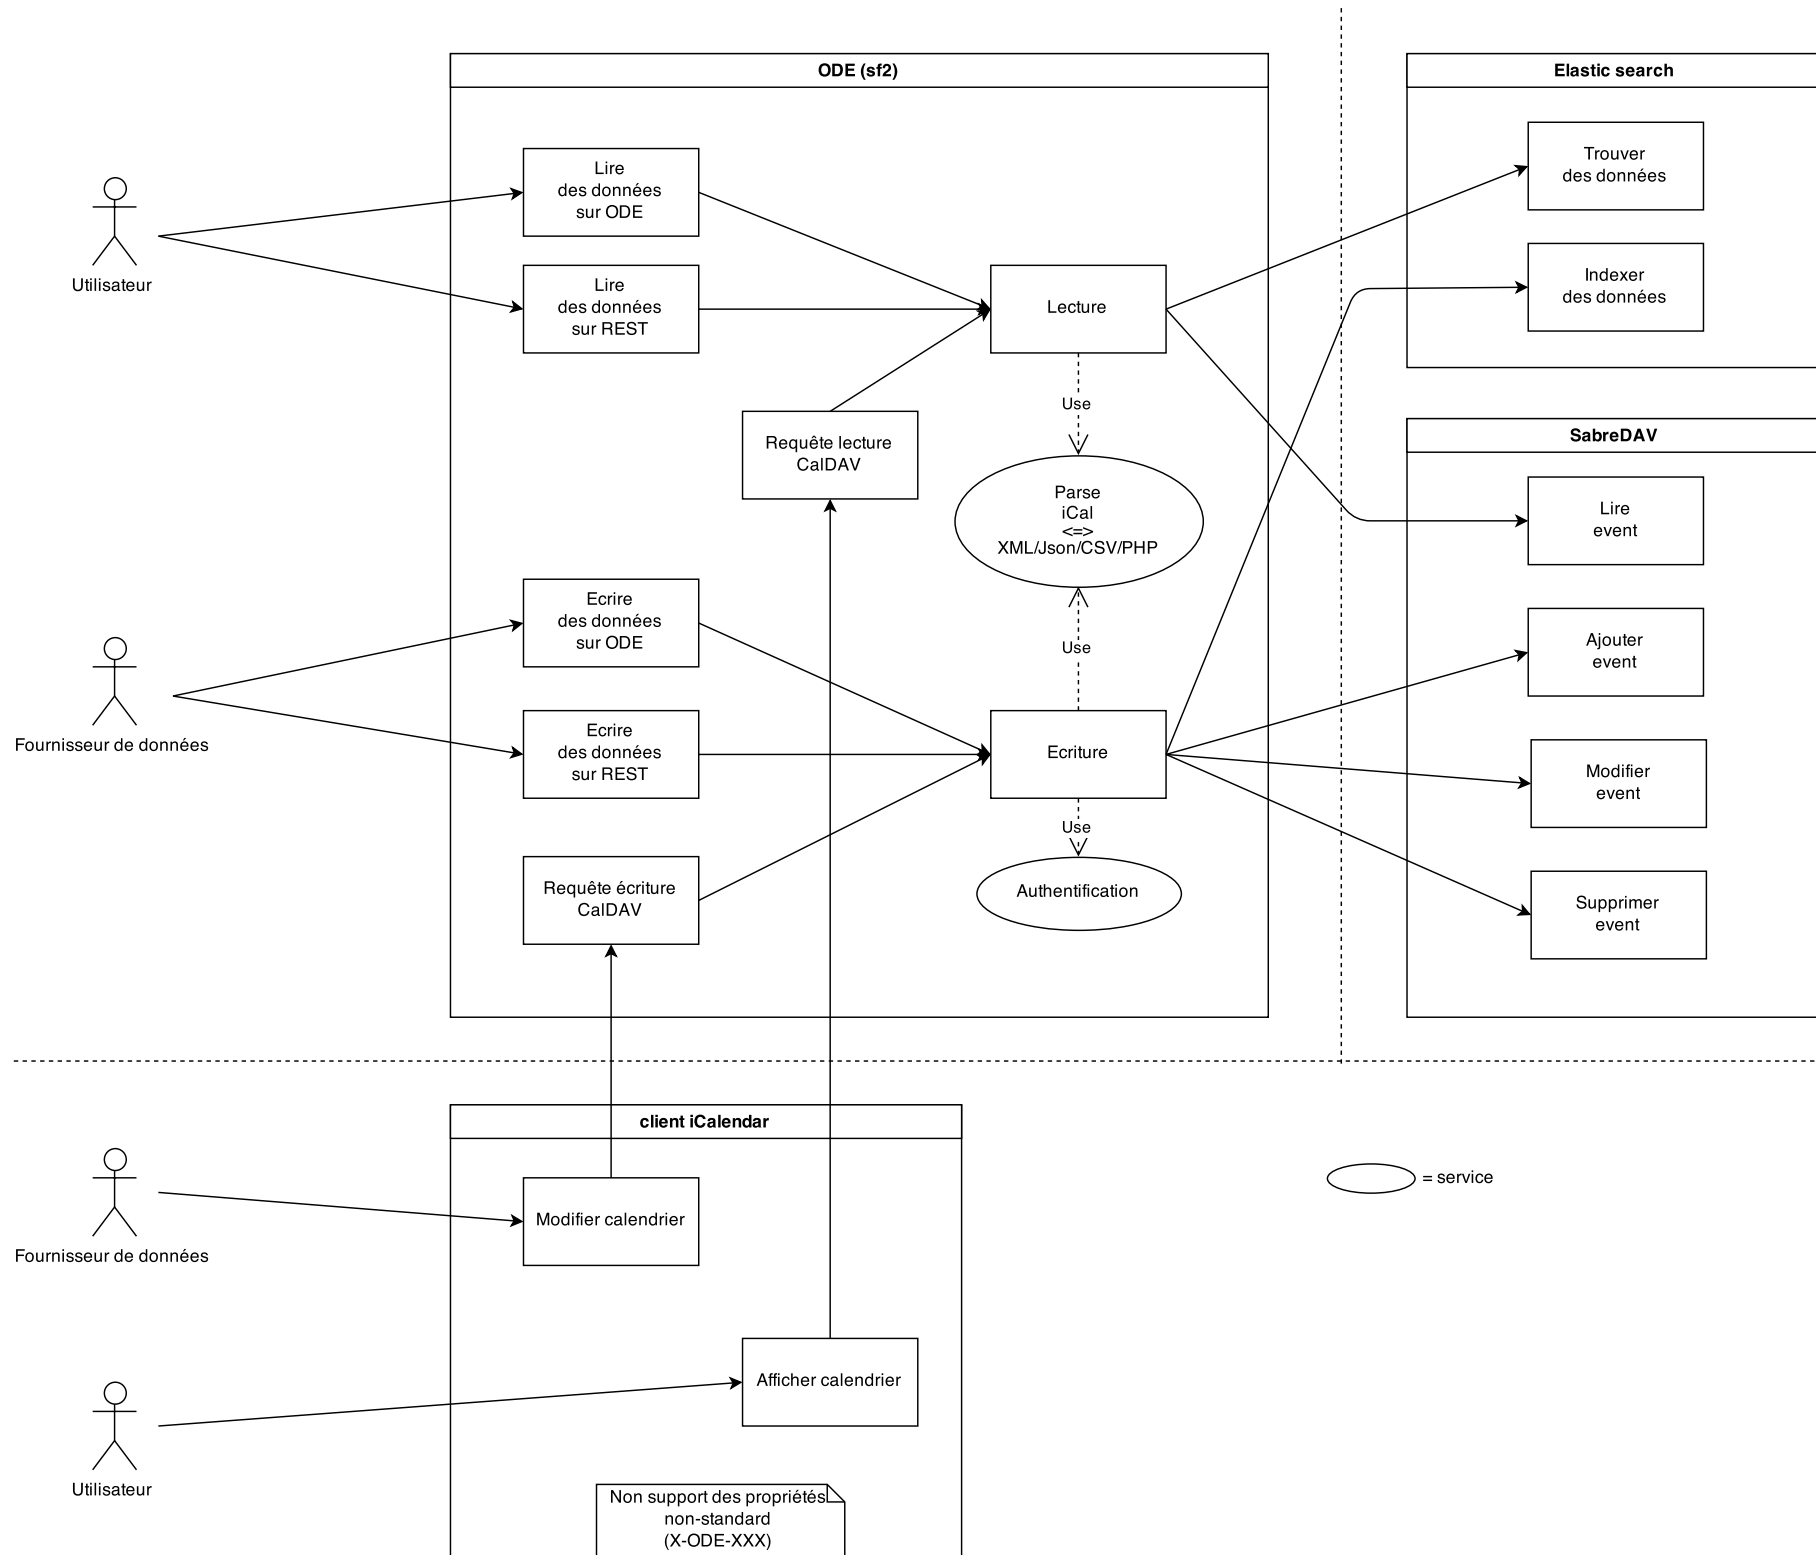 ODE (sf2)
Elastic search
Lire
des données
sur ODE
Trouver
des données
Utilisateur
Lire
des données
sur REST
Lecture
Indexer
des données
Use
Requête lecture
CalDAV
SabreDAV
Parse
iCal
<=>
XML/Json/CSV/PHP
Lire
event
Ecrire
des données
sur ODE
Use
Ajouter
event
Fournisseur de données
Ecrire
des données
sur REST
Ecriture
Modifier
event
Use
Requête écriture
CalDAV
Authentification
Supprimer
event
client iCalendar
= service
Fournisseur de données
Modifier calendrier
Afficher calendrier
Utilisateur
Non support des propriétés
non-standard
(X-ODE-XXX)